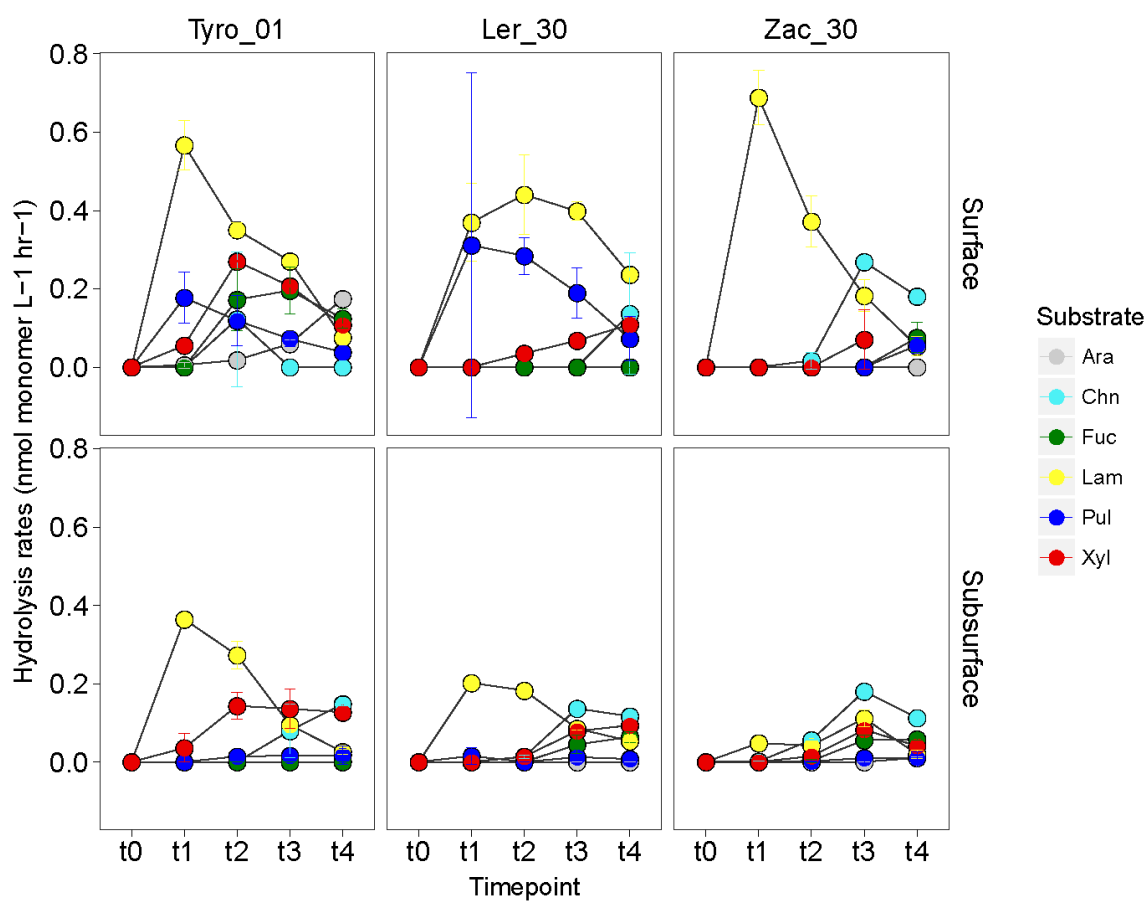 Tyro_01 Ler_30 Zac_30
Hydrolysis rates (nmol monomer L−1 hr−1)
0.8
0.6
0.4
0.2
0.0
Surface
0.8
0.6
0.4
0.2
0.0
Subsurface
t0 t1 t2 t3 t4 t0 t1 t2 t3 t4 t0 t1 t2 t3 t4
Timepoint
Substrate
Ara
Chn
Fuc
Lam
Pul
Xyl